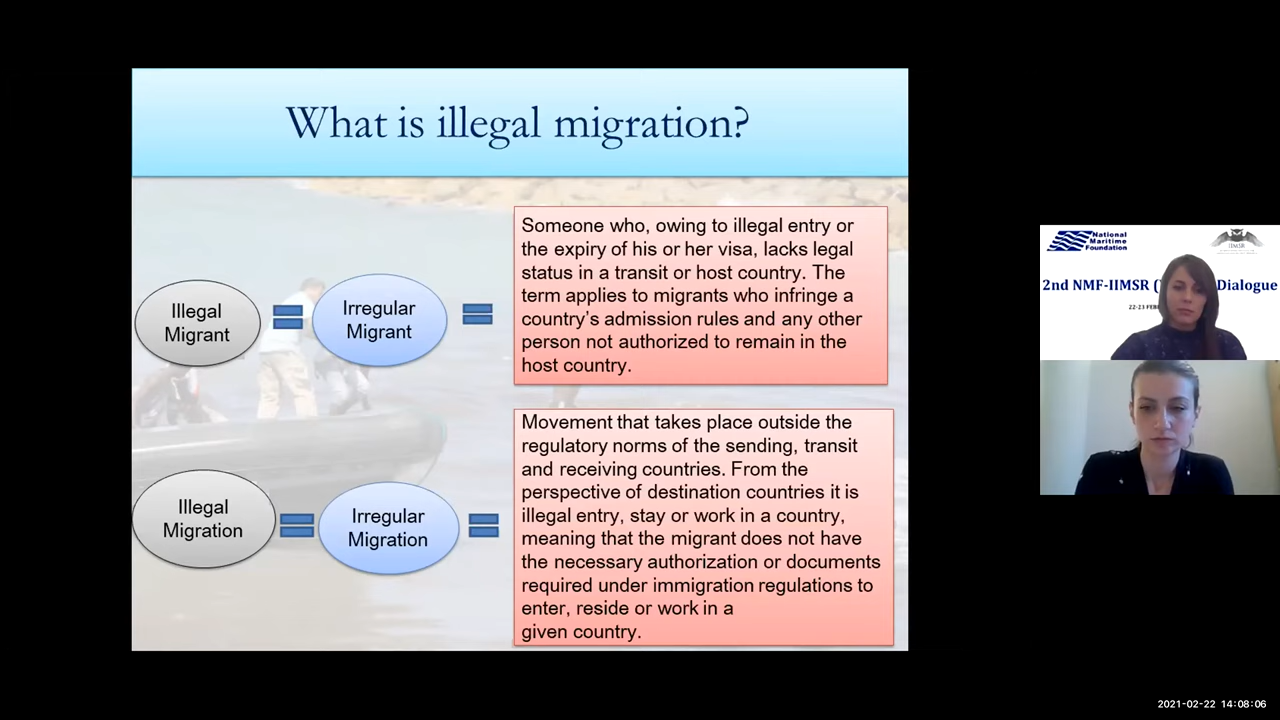 What is illegal migration?
Illegal
Migrant
Irregular
Migrant
Someone who, owing to illegal entry or
the expiry of his or her visa, lacks legal
status in a transit or host country. The
term applies to migrants who infringe a
country's admission rules and any other
person not authorized to remain in the
host country.
Illegal
Migration
Irregular
Migration
Movement that takes place outside the
regulatory norms of the sending, transit
and receiving countries. From the
perspective of destination countries it is
illegal entry, stay or work in a country,
meaning that the migrant does not have
the necessary authorization or documents
required under immigration regulations to
enter, reside or work in a
given country.
National
Maritime
Foundation
IIMSR
2nd NMF-IIMSR ( Dialogue
22-23 FEB
2021-02-22 14:08:06